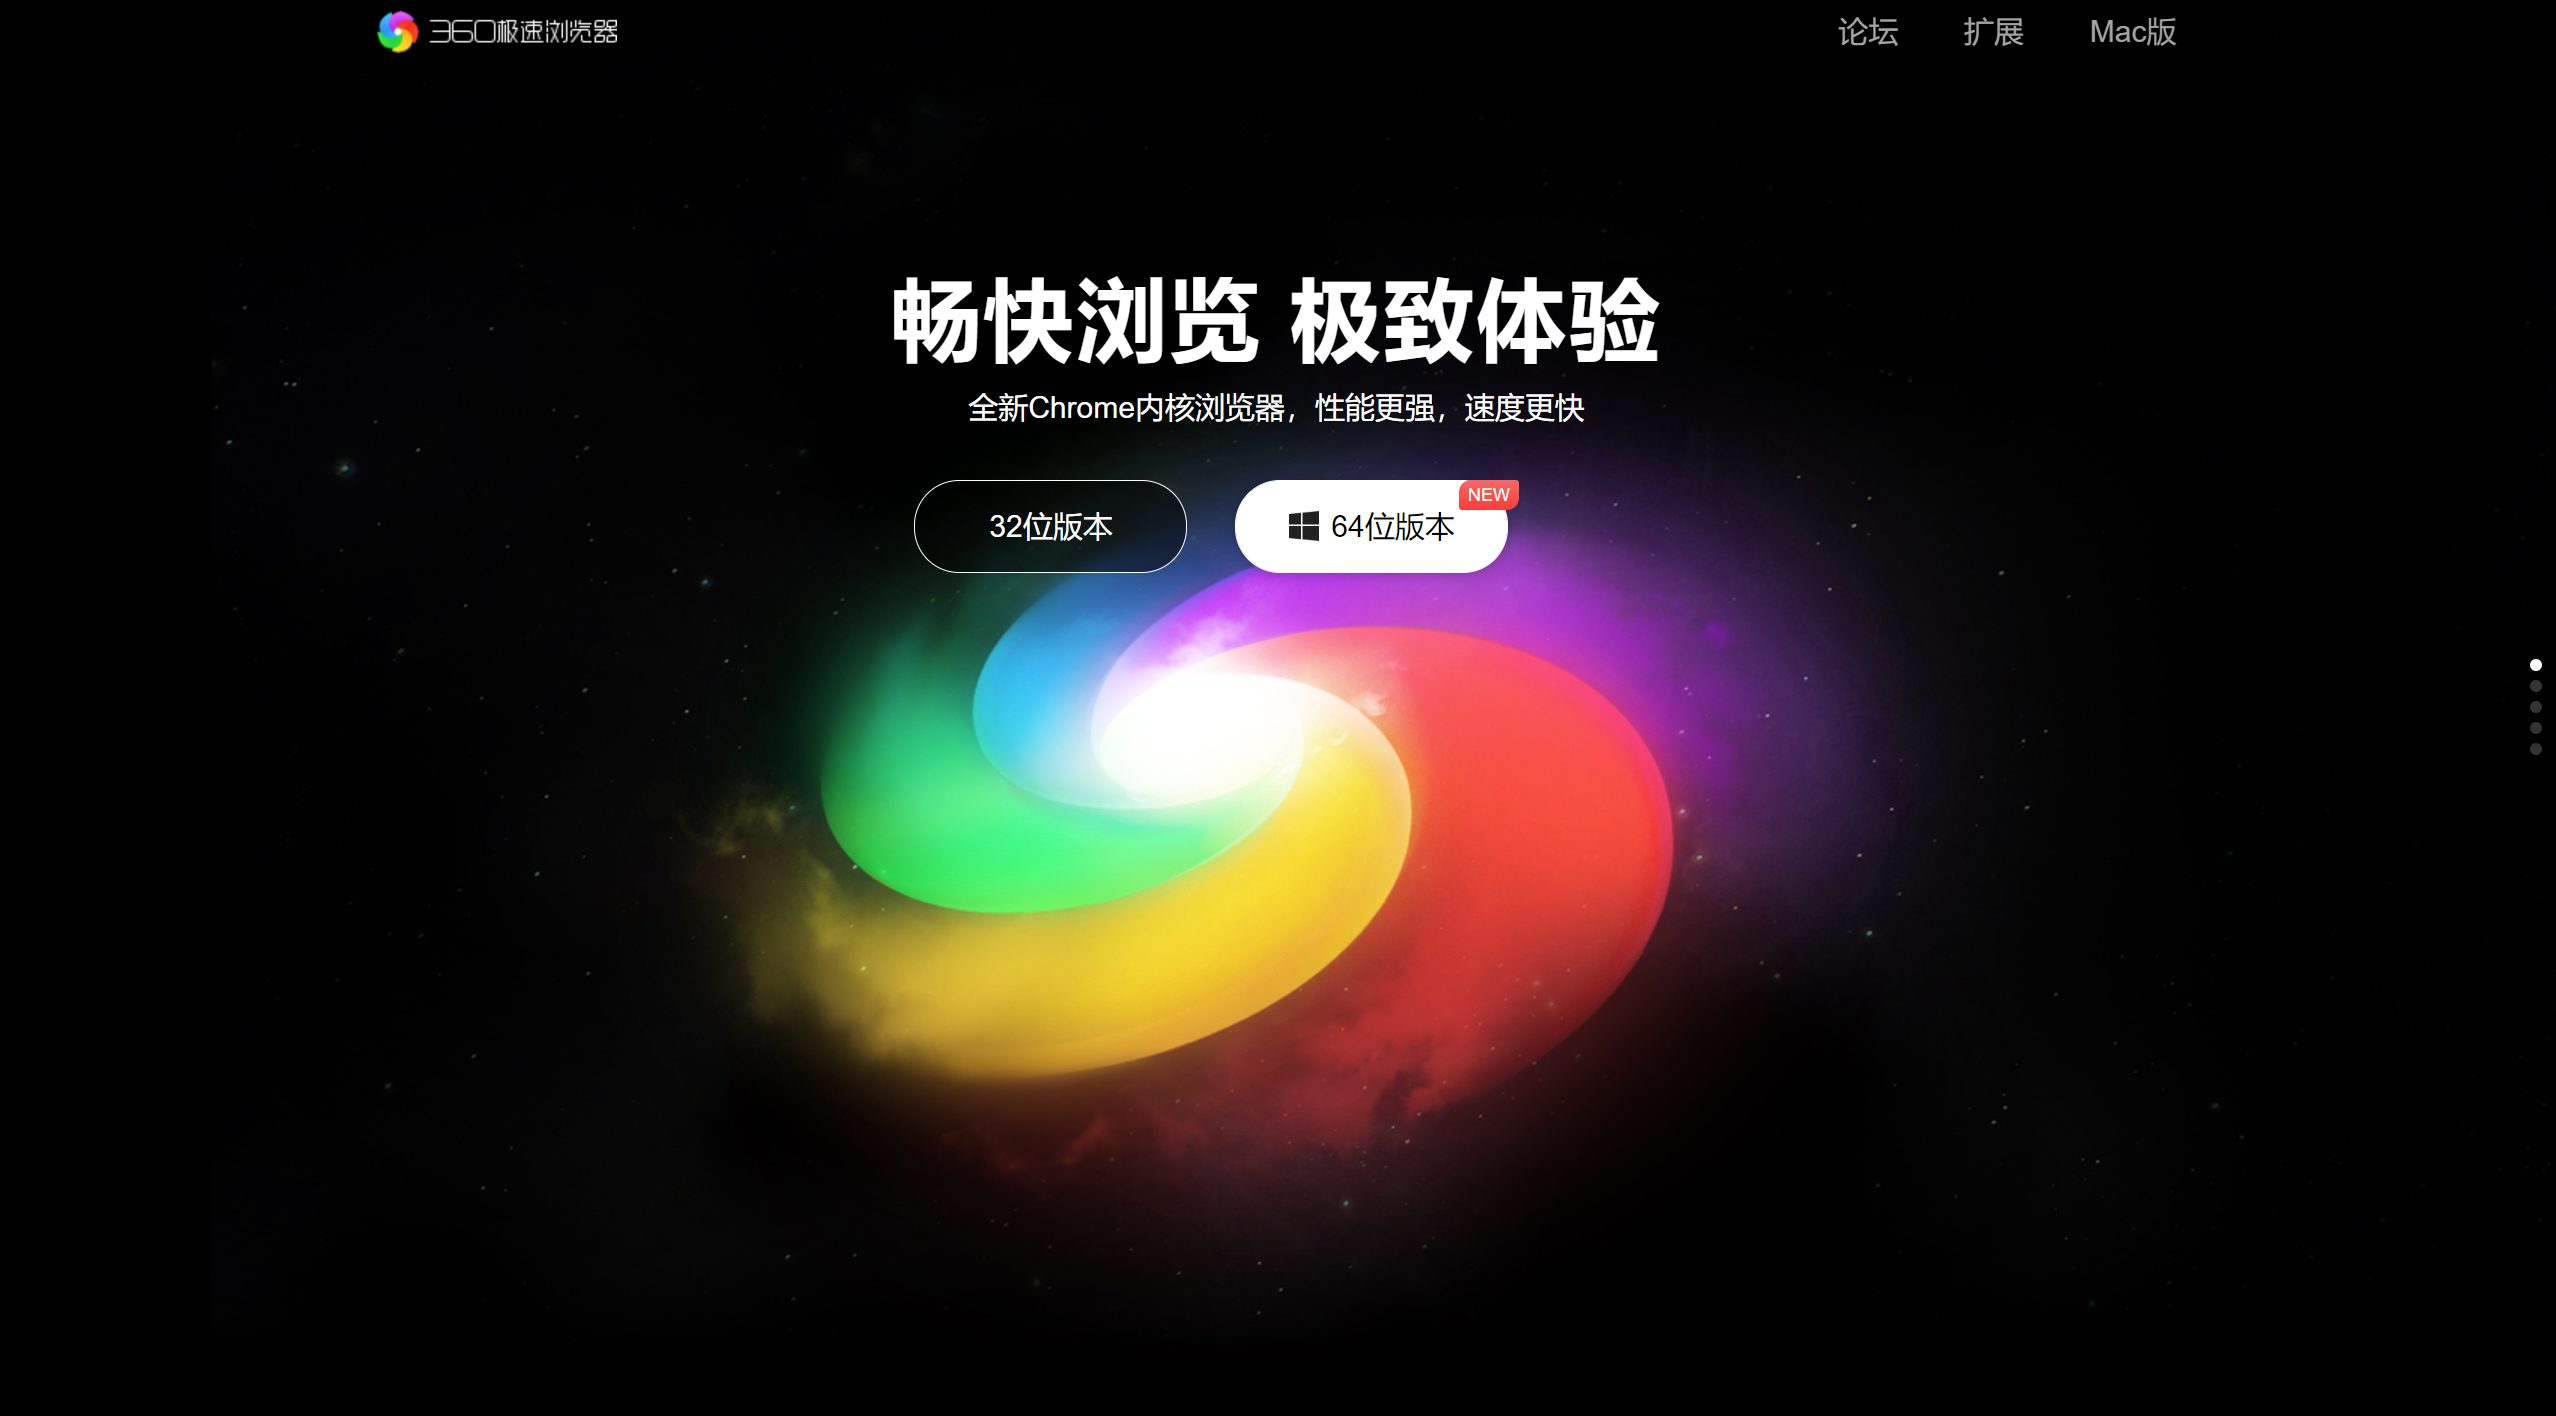 360极速浏览器
论坛
扩展
Mac版
畅快浏览 极致体验
全新Chrome内核浏览器，性能更强，速度更快
32位版本
64位版本
NEW